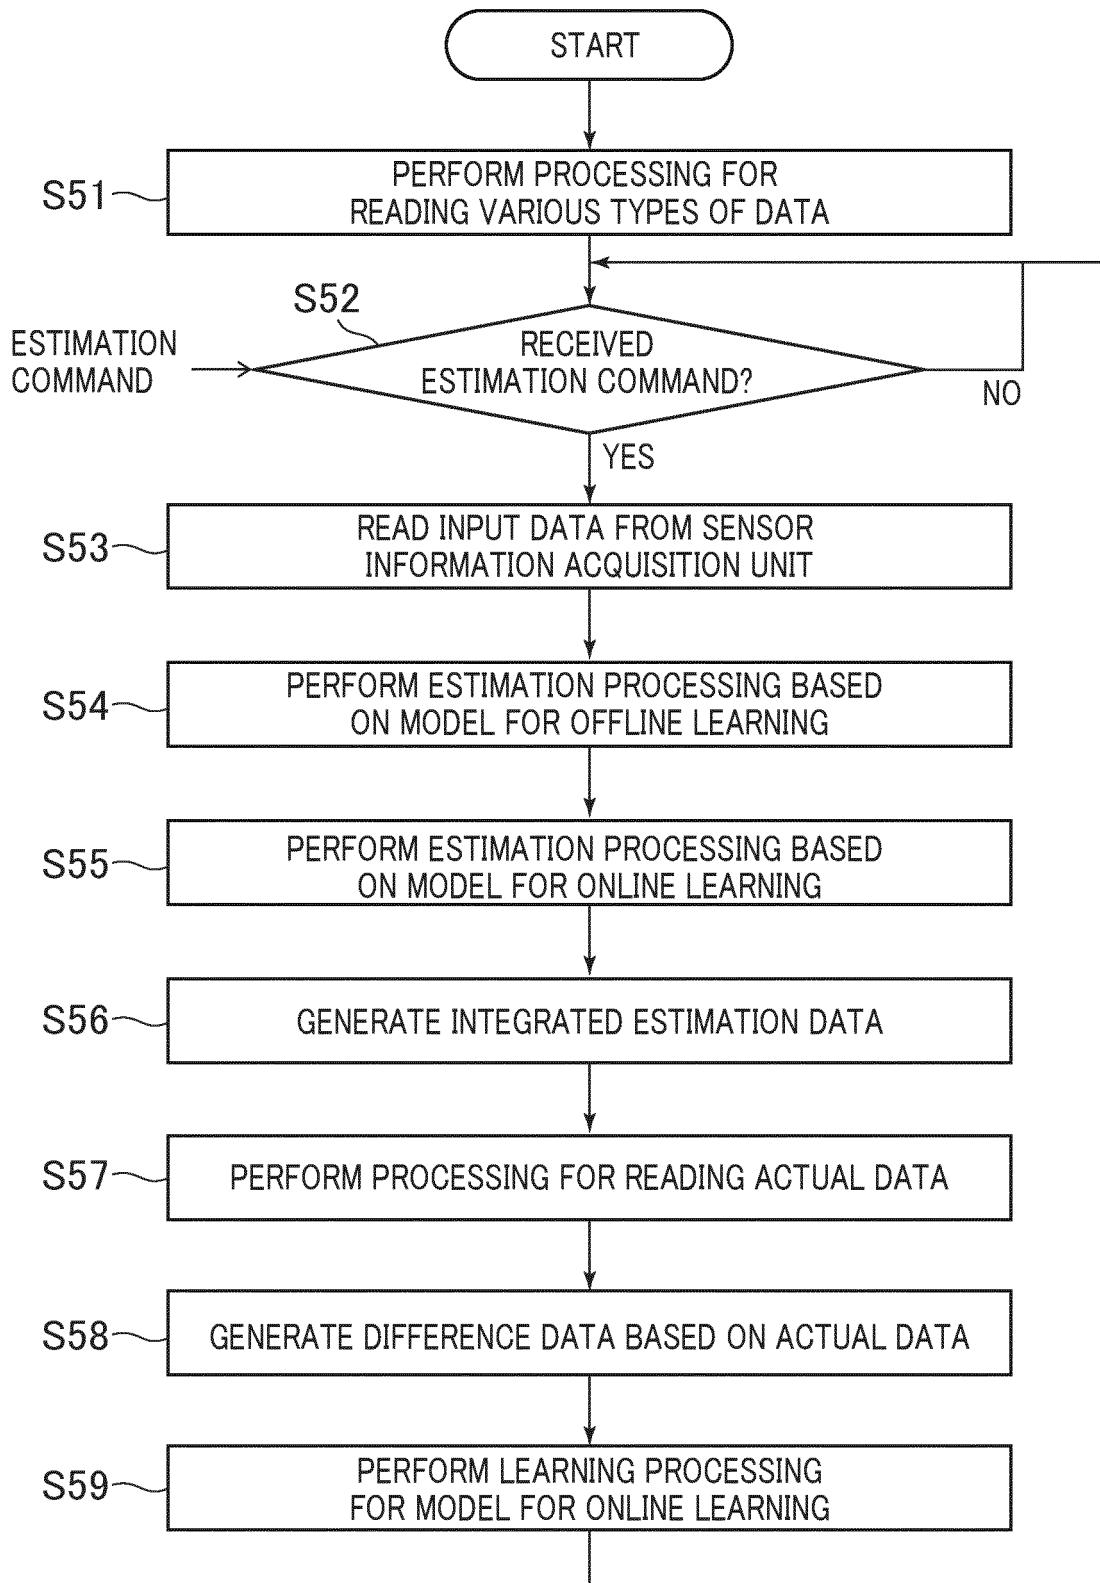 START
S51
PERFORM PROCESSING FOR
READING VARIOUS TYPES OF DATA
S52
ESTIMATION
COMMAND
RECEIVED
ESTIMATION COMMAND?
NO
YES
S53
READ INPUT DATA FROM SENSOR
INFORMATION ACQUISITION UNIT
S54
PERFORM ESTIMATION PROCESSING BASED
ON MODEL FOR OFFLINE LEARNING
S55
PERFORM ESTIMATION PROCESSING BASED
ON MODEL FOR ONLINE LEARNING
S56
GENERATE INTEGRATED ESTIMATION DATA
S57
PERFORM PROCESSING FOR READING ACTUAL DATA
S58
GENERATE DIFFERENCE DATA BASED ON ACTUAL DATA
S59
PERFORM LEARNING PROCESSING
FOR MODEL FOR ONLINE LEARNING